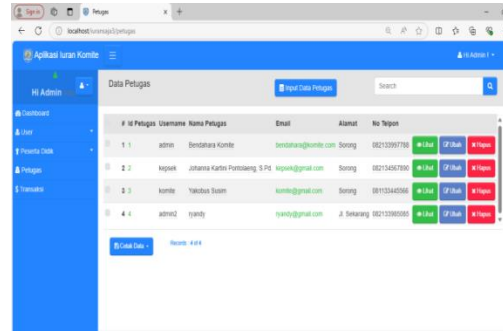 Sign in
Petugas
localhost/iuransaja3/petugas
Aplikasi Iuran Komite
Hi Admin !
Hi Admin
Dashboard
User
Peserta Didik
Petugas
Transaksi
Data Petugas
Input Data Petugas
Search
# Id Petugas Username Nama Petugas Email Alamat No Telpon
1 1 admin Bendahara Komite bendahara@komite.com Sorong 082133997788 Lihat Ubah Hapus
2 2 kepsek Johanna Kartini Pontolaeng, S.Pd kepsek@gmail.com Sorong 082134567890 Lihat Ubah Hapus
3 3 komite Yakobus Susim komite@gmail.com Sorong 081133445566 Lihat Ubah Hapus
4 4 admin2 ryandy ryandy@gmail.com Jl. Sekarang 082133985085 Lihat Ubah Hapus
Cetak Data
Records : 4 of 4